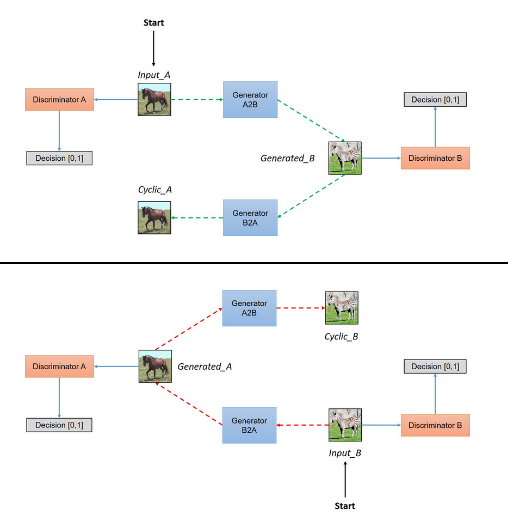 Start
Input_A
Discriminator A
Generator
A2B
Decision [0,1]
Decision [0,1]
Generated_B
Discriminator B
Cyclic_A
Generator
B2A
Generator
A2B
Cyclic_B
Discriminator A
Generated_A
Decision [0,1]
Decision [0,1]
Generator
B2A
Discriminator B
Input_B
Start